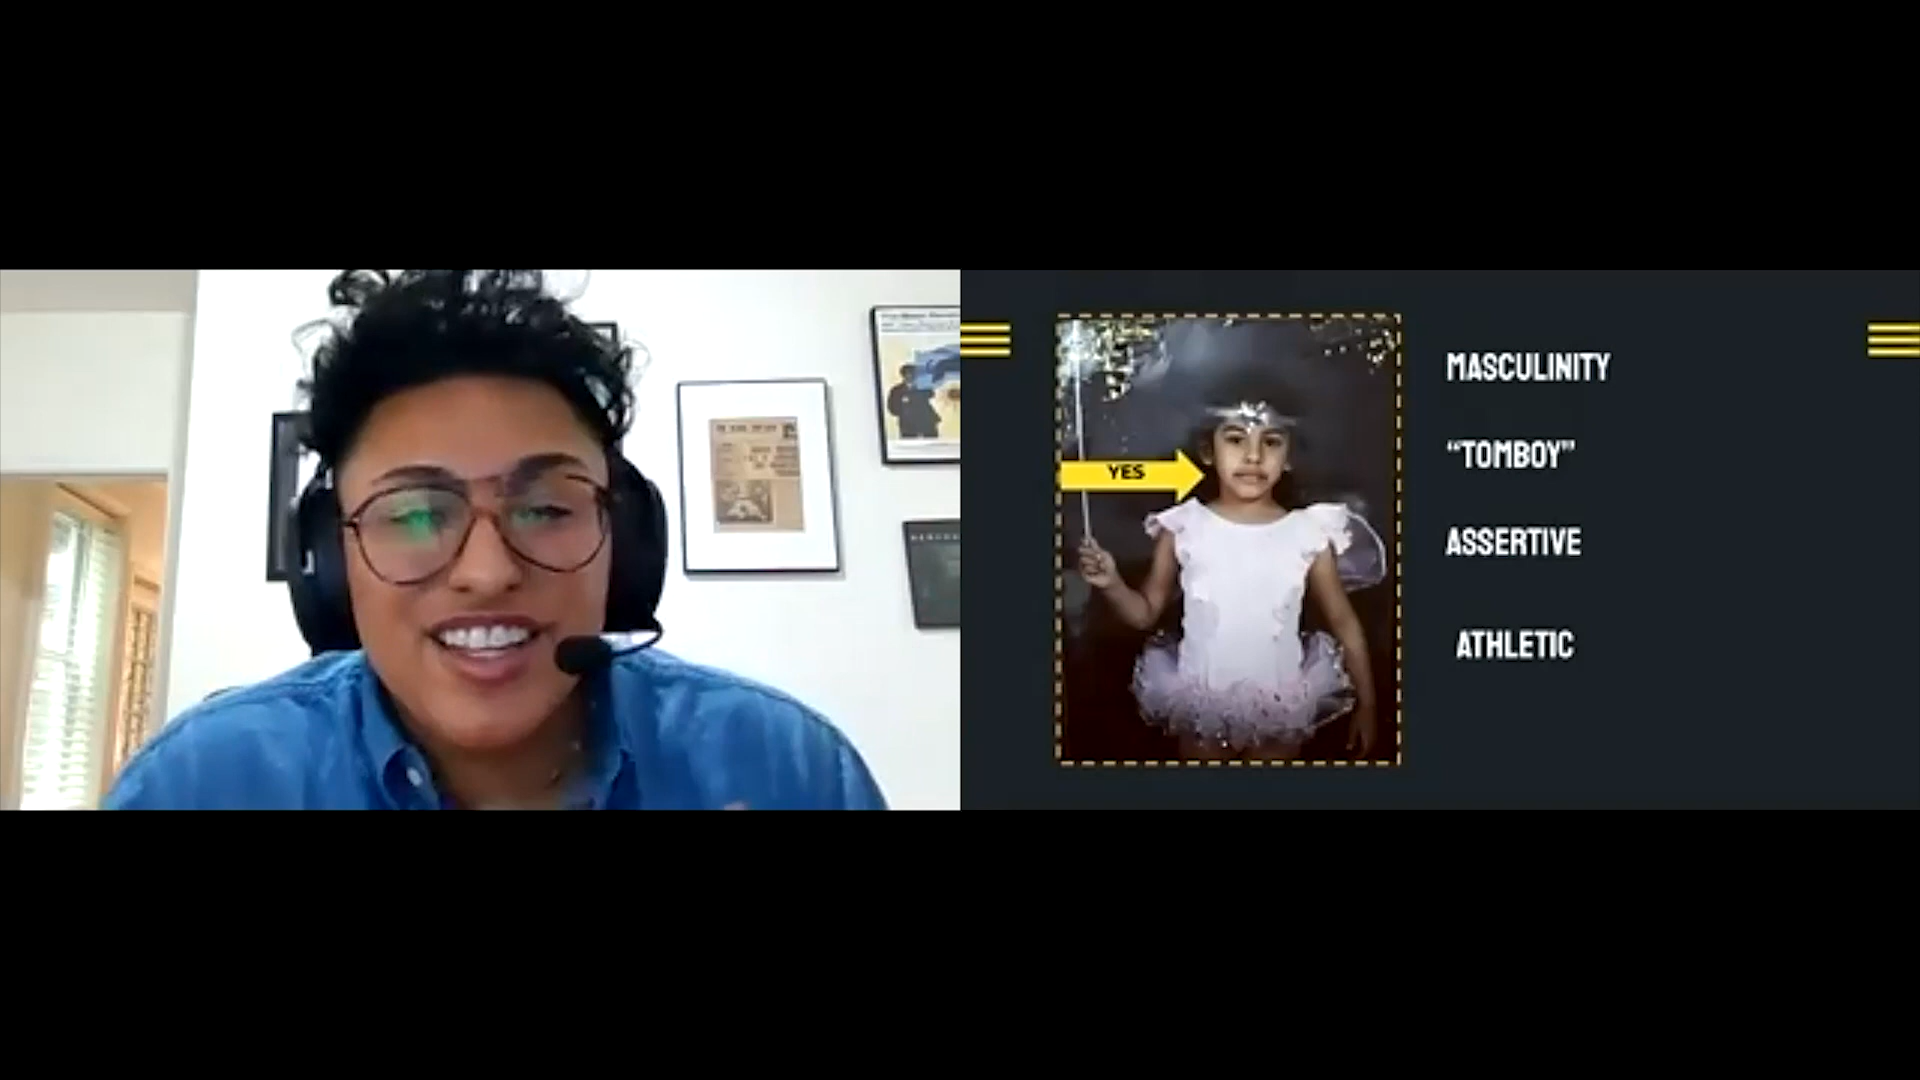 YES
MASCULINITY
“TOMBOY”
ASSERTIVE
ATHLETIC